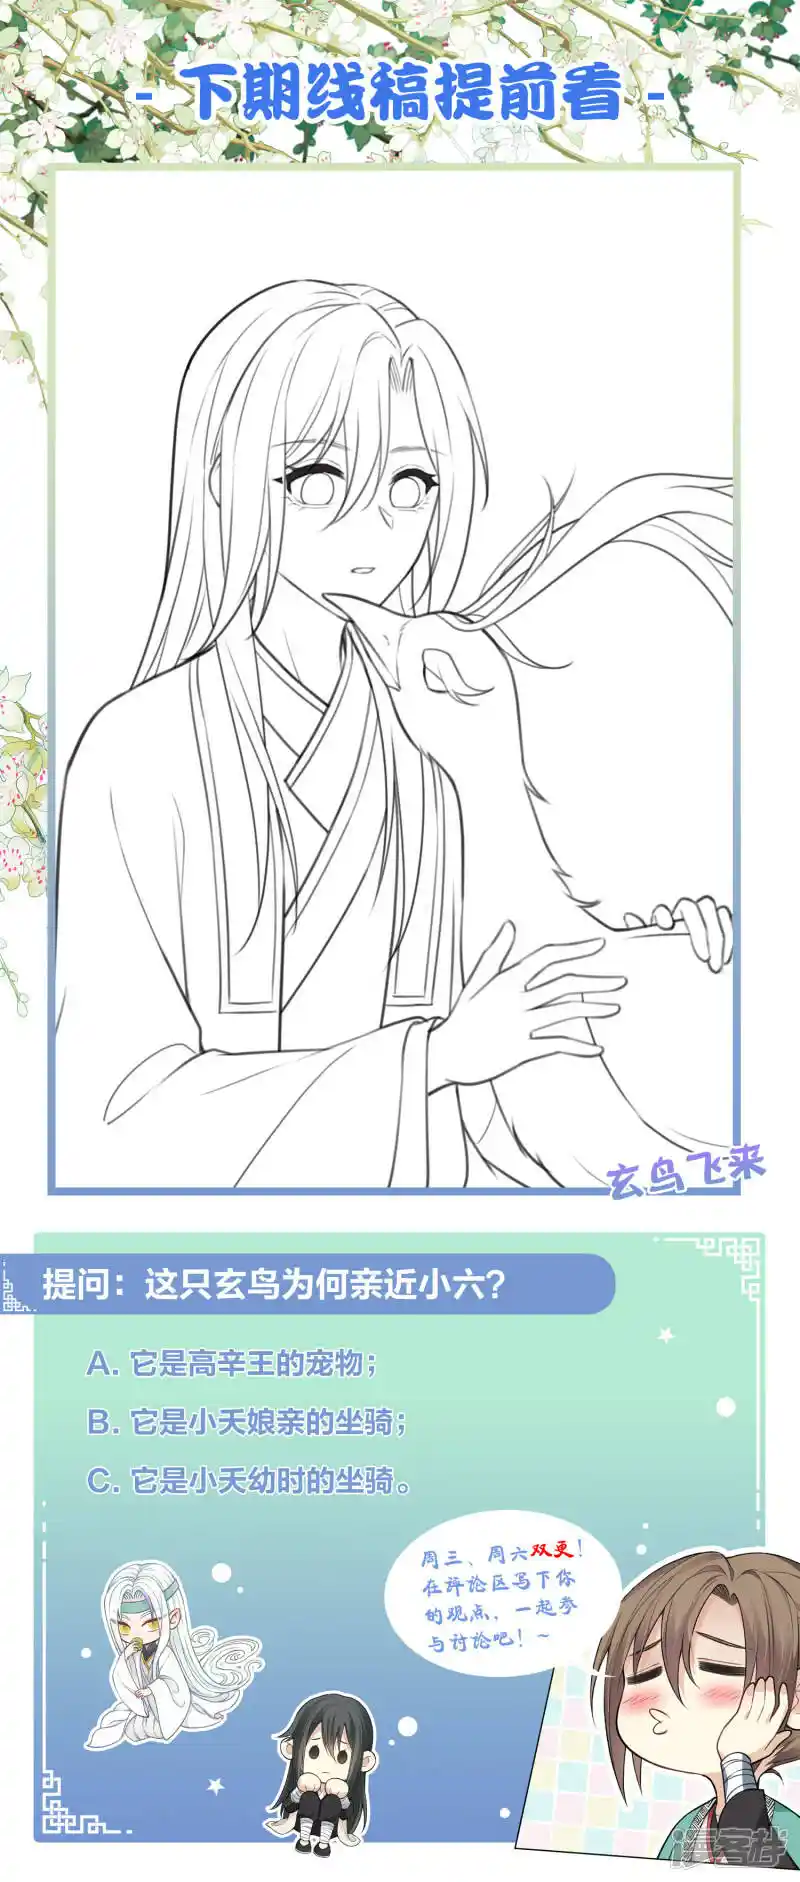 - 下期线稿提前看 -
玄鸟飞来
提问：这只玄鸟为何亲近小六？
A. 它是高辛王的宠物；
B. 它是小夭娘亲的坐骑；
C. 它是小夭幼时的坐骑。
周三、周六双更！
在评论区写下你
的观点，一起参
与讨论吧！~
漫客栈